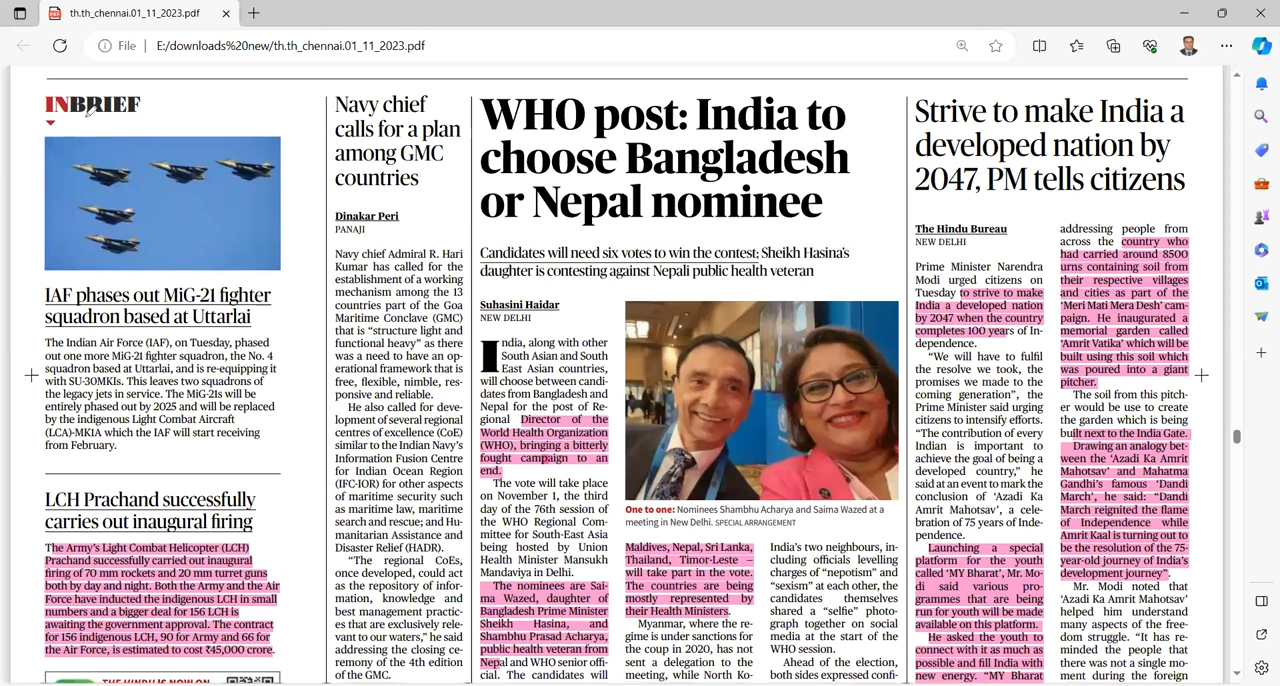 th.th_chennai.01_11_2023.pdf
File
E:/downloads%20new/th.th_chennai.01_11_2023.pdf
INBRIEF
IAF phases out MiG-21 fighter
squadron based at Uttarlai
The Indian Air Force (IAF), on Tuesday, phased
out one more MiG-21 fighter squadron, the No. 4
squadron based at Uttarlai, and is re-equipping it
with SU-30MKIs. This leaves two squadrons of
the legacy jets in service. The MiG-21s will be
entirely phased out by 2025 and will be replaced
by the indigenous Light Combat Aircraft
(LCA)-MK1A which the IAF will start receiving
from February.
LCH Prachand successfully
carries out inaugural firing
The Army's Light Combat Helicopter (LCH)
Prachand successfully carried out inaugural
firing of 70 mm rockets and 20 mm turret guns
both by day and night. Both the Army and the Air
Force have inducted the indigenous LCH in small
numbers and a bigger deal for 156 LCH is
awaiting the government approval. The contract
for 156 indigenous LCH, 90 for Army and 66 for
the Air Force, is estimated to cost ₹45,000 crore.
THE HINDU IS NOW ON
Navy chief
calls for a plan
among GMC
countries
Dinakar Peri
PANAJI
Navy chief Admiral R. Hari
Kumar has called for the
establishment of a working
mechanism among the 13
countries part of the Goa
Maritime Conclave (GMC)
that is “structure light and
functional heavy” as there
was a need to have an op-
erational framework that is
free, flexible, nimble, res-
ponsive and reliable.
He also called for deve-
lopment of several regional
centres of excellence (CoE)
similar to the Indian Navy's
Information Fusion Centre
for Indian Ocean Region
(IFC-IOR) for other aspects
of maritime security such
as maritime law, maritime
search and rescue; and Hu-
manitarian Assistance and
Disaster Relief (HADR).
“The regional CoEs,
once developed, could act
as the repository of infor-
mation, knowledge and
best management practic-
es that are exclusively rele-
vant to our waters,” he said
addressing the closing ce-
remony of the 4th edition
of the GMC.
WHO post: India to
choose Bangladesh
or Nepal nominee
Candidates will need six votes to win the contest; Sheikh Hasina's
daughter is contesting against Nepali public health veteran
Suhasini Haidar
NEW DELHI
India, along with other
South Asian and South
East Asian countries,
will choose between candi-
dates from Bangladesh and
Nepal for the post of Re-
gional Director of the
World Health Organization
(WHO), bringing a bitterly
fought campaign to an
end.
The vote will take place
on November 1, the third
day of the 76th session of
the WHO Regional Com-
mittee for South-East Asia
being hosted by Union
Health Minister Mansukh
Mandaviya in Delhi.
The nominees are Sai-
ma Wazed, daughter of
Bangladesh Prime Minister
Sheikh Hasina, and
Shambhu Prasad Acharya,
public health veteran from
Nepal and WHO senior offi-
cial. The candidates will
One to one: Nominees Shambhu Acharya and Saima Wazed at a
meeting in New Delhi. SPECIAL ARRANGEMENT
Maldives, Nepal, Sri Lanka,
Thailand, Timor-Leste –
will take part in the vote.
The countries are being
mostly represented by
their Health Ministers.
Myanmar, where the re-
gime is under sanctions for
the coup in 2020, has not
sent a delegation to the
meeting, while North Ko-
India's two neighbours, in-
cluding officials levelling
charges of “nepotism” and
“sexism” at each other, the
candidates themselves
shared a “selfie” photo-
graph together on social
media at the start of the
WHO session.
Ahead of the election,
both sides expressed confi-
Strive to make India a
developed nation by
2047, PM tells citizens
The Hindu Bureau
NEW DELHI
Prime Minister Narendra
Modi urged citizens on
Tuesday to strive to make
India a developed nation
by 2047 when the country
completes 100 years of In-
dependence.
“We will have to fulfil
the resolve we took, the
promises we made to the
coming generation”, the
Prime Minister said urging
citizens to intensify efforts.
“The contribution of every
Indian is important to
achieve the goal of being a
developed country,” he
said at an event to mark the
conclusion of ‘Azadi Ka
Amrit Mahotsav’, a cele-
bration of 75 years of Inde-
pendence.
Launching a special
platform for the youth
called ‘MY Bharat’, Mr. Mo-
di said various pro-
grammes that are being
run for youth will be made
available on this platform.
He asked the youth to
connect with it as much as
possible and fill India with
new energy. “MY Bharat
addressing people from
across the country who
had carried around 8500
urns containing soil from
their respective villages
and cities as part of the
‘Meri Mati Mera Desh’ cam-
paign. He inaugurated a
memorial garden called
‘Amrit Vatika’ which will be
built using this soil which
was poured into a giant
pitcher.
The soil from this pitch-
er would be use to create
the garden which is being
built next to the India Gate.
Drawing an analogy bet-
ween the ‘Azadi Ka Amrit
Mahotsav’ and Mahatma
Gandhi's famous ‘Dandi
March’, he said: “Dandi
March reignited the flame
of Independence while
Amrit Kaal is turning out to
be the resolution of the 75-
year-old journey of India's
development journey”.
Mr. Modi noted that
‘Azadi Ka Amrit Mahotsav’
helped him understand
many aspects of the free-
dom struggle. “It has re-
minded the people that
there was not a single mo-
ment during the foreign